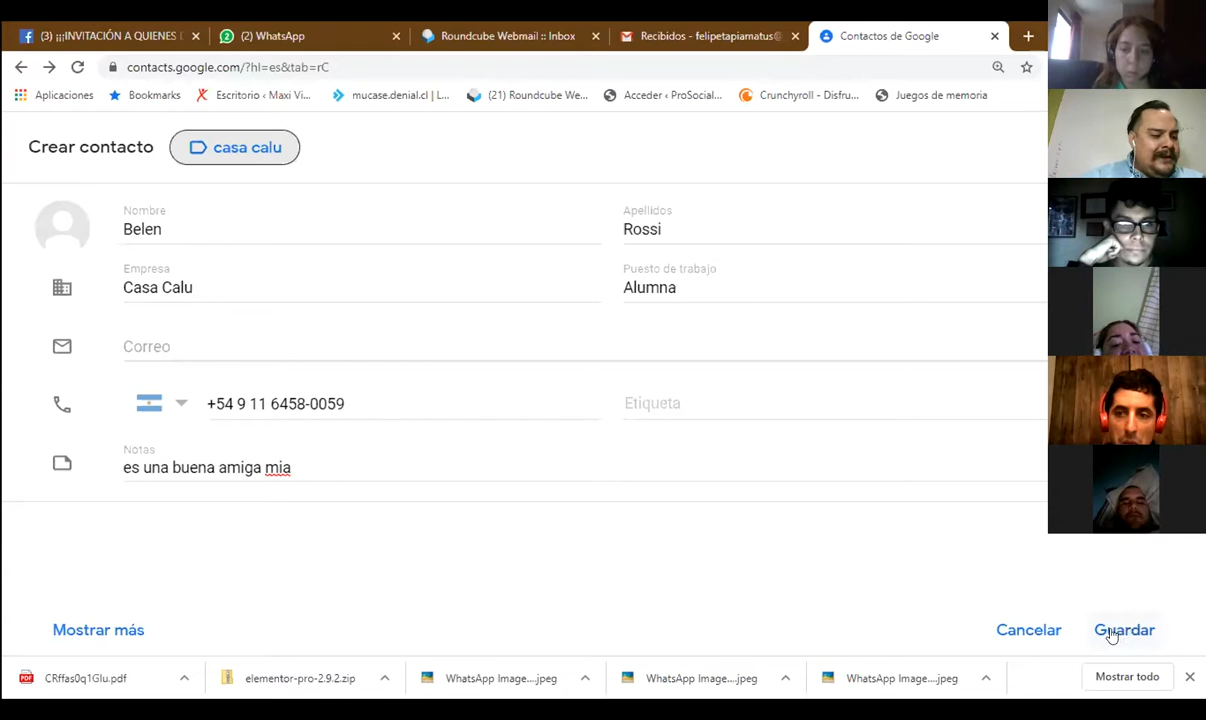 (3) ¡¡¡INVITACIÓN A QUIENES
(2) WhatsApp
Roundcube Webmail :: Inbox
Recibidos - felipetapiarnatus@
Contactos de Google
contacts.google.com/?hl=es&tab=rC
Aplicaciones
Bookmarks
Escritorio ‹ Maxi Vi...
mucase.denial.cl | L...
(21) Roundcube We...
Acceder ‹ ProSocial...
Crunchyroll - Disfru...
Juegos de memoria
Crear contacto
casa calu
Nombre
Belen
Apellidos
Rossi
Empresa
Casa Calu
Puesto de trabajo
Alumna
Correo
+54 9 11 6458-0059
Etiqueta
Notas
es una buena amiga mia
Mostrar más
Cancelar
Guardar
CRffas0q1Glu.pdf
elementor-pro-2.9.2.zip
WhatsApp Image....jpeg
WhatsApp Image....jpeg
WhatsApp Image....jpeg
Mostrar todo